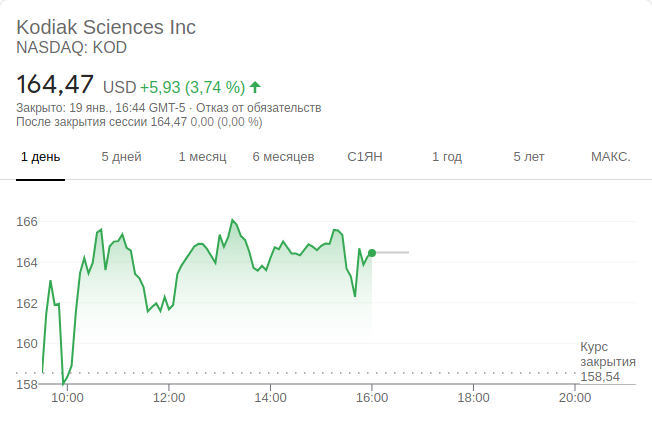 Kodiak Sciences Inc
NASDAQ: KOD
164,47 USD +5,93 (3,74 %)
Закрыто: 19 янв., 16:44 GMT-5 · Отказ от обязательств
После закрытия сессии 164,47 0,00 (0,00 %)
1 день 5 дней 1 месяц 6 месяцев С1ЯН 1 год 5 лет МАКС.
166
164
162
160
Курс
закрытия
158,54
158
10:00 12:00 14:00 16:00 18:00 20:00